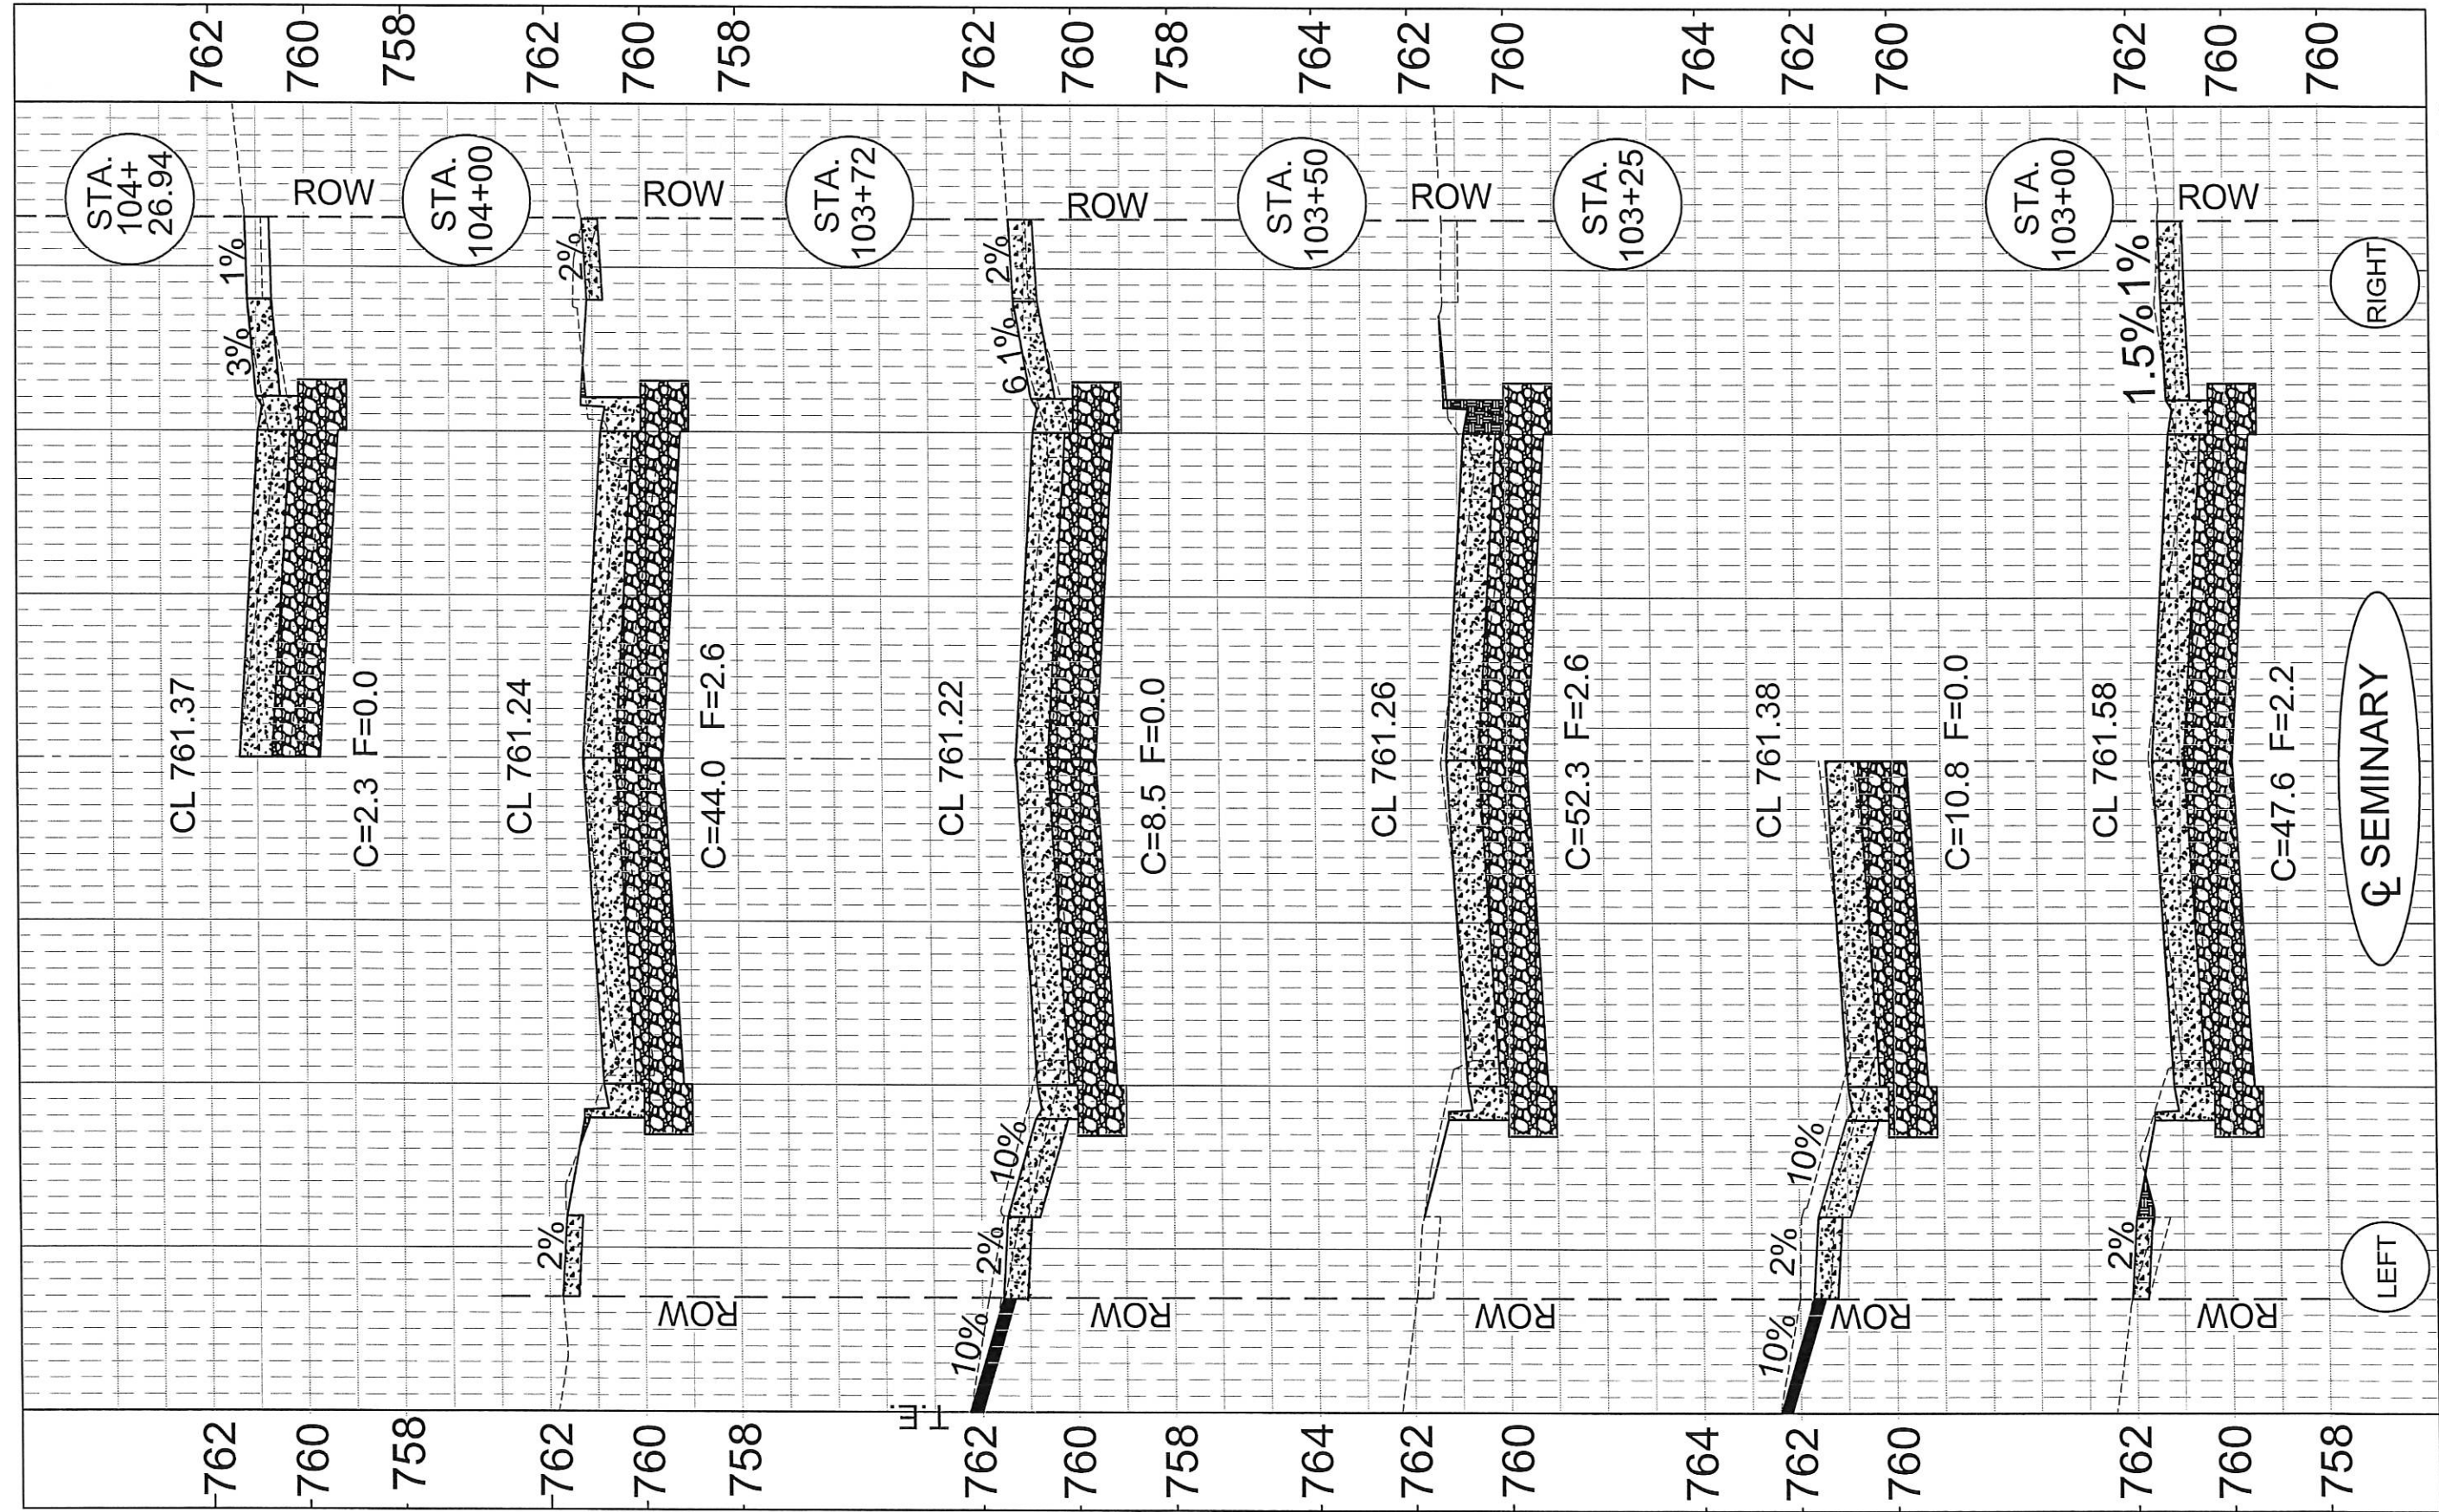 STA.
104+
26.94
CL 761.37
3%
1%
762
762
760
ROW
760
C=2.3 F=0.0
758
758
STA.
104+00
CL 761.24
762
2%
2%
762
760
ROW
ROW
760
C=44.0 F=2.6
758
758
STA.
103+72
T.E.
CL 761.22
762
10%
2%
10%
6.1%
2%
762
760
ROW
ROW
760
C=8.5 F=0.0
758
758
STA.
103+50
764
764
CL 761.26
762
762
760
ROW
ROW
760
C=52.3 F=2.6
STA.
103+25
764
764
CL 761.38
762
10%
2%
10%
762
760
ROW
760
C=10.8 F=0.0
STA.
103+00
CL 761.58
762
2%
1.5%
1%
762
760
ROW
ROW
760
C=47.6 F=2.2
758
760
LEFT
℄ SEMINARY
RIGHT